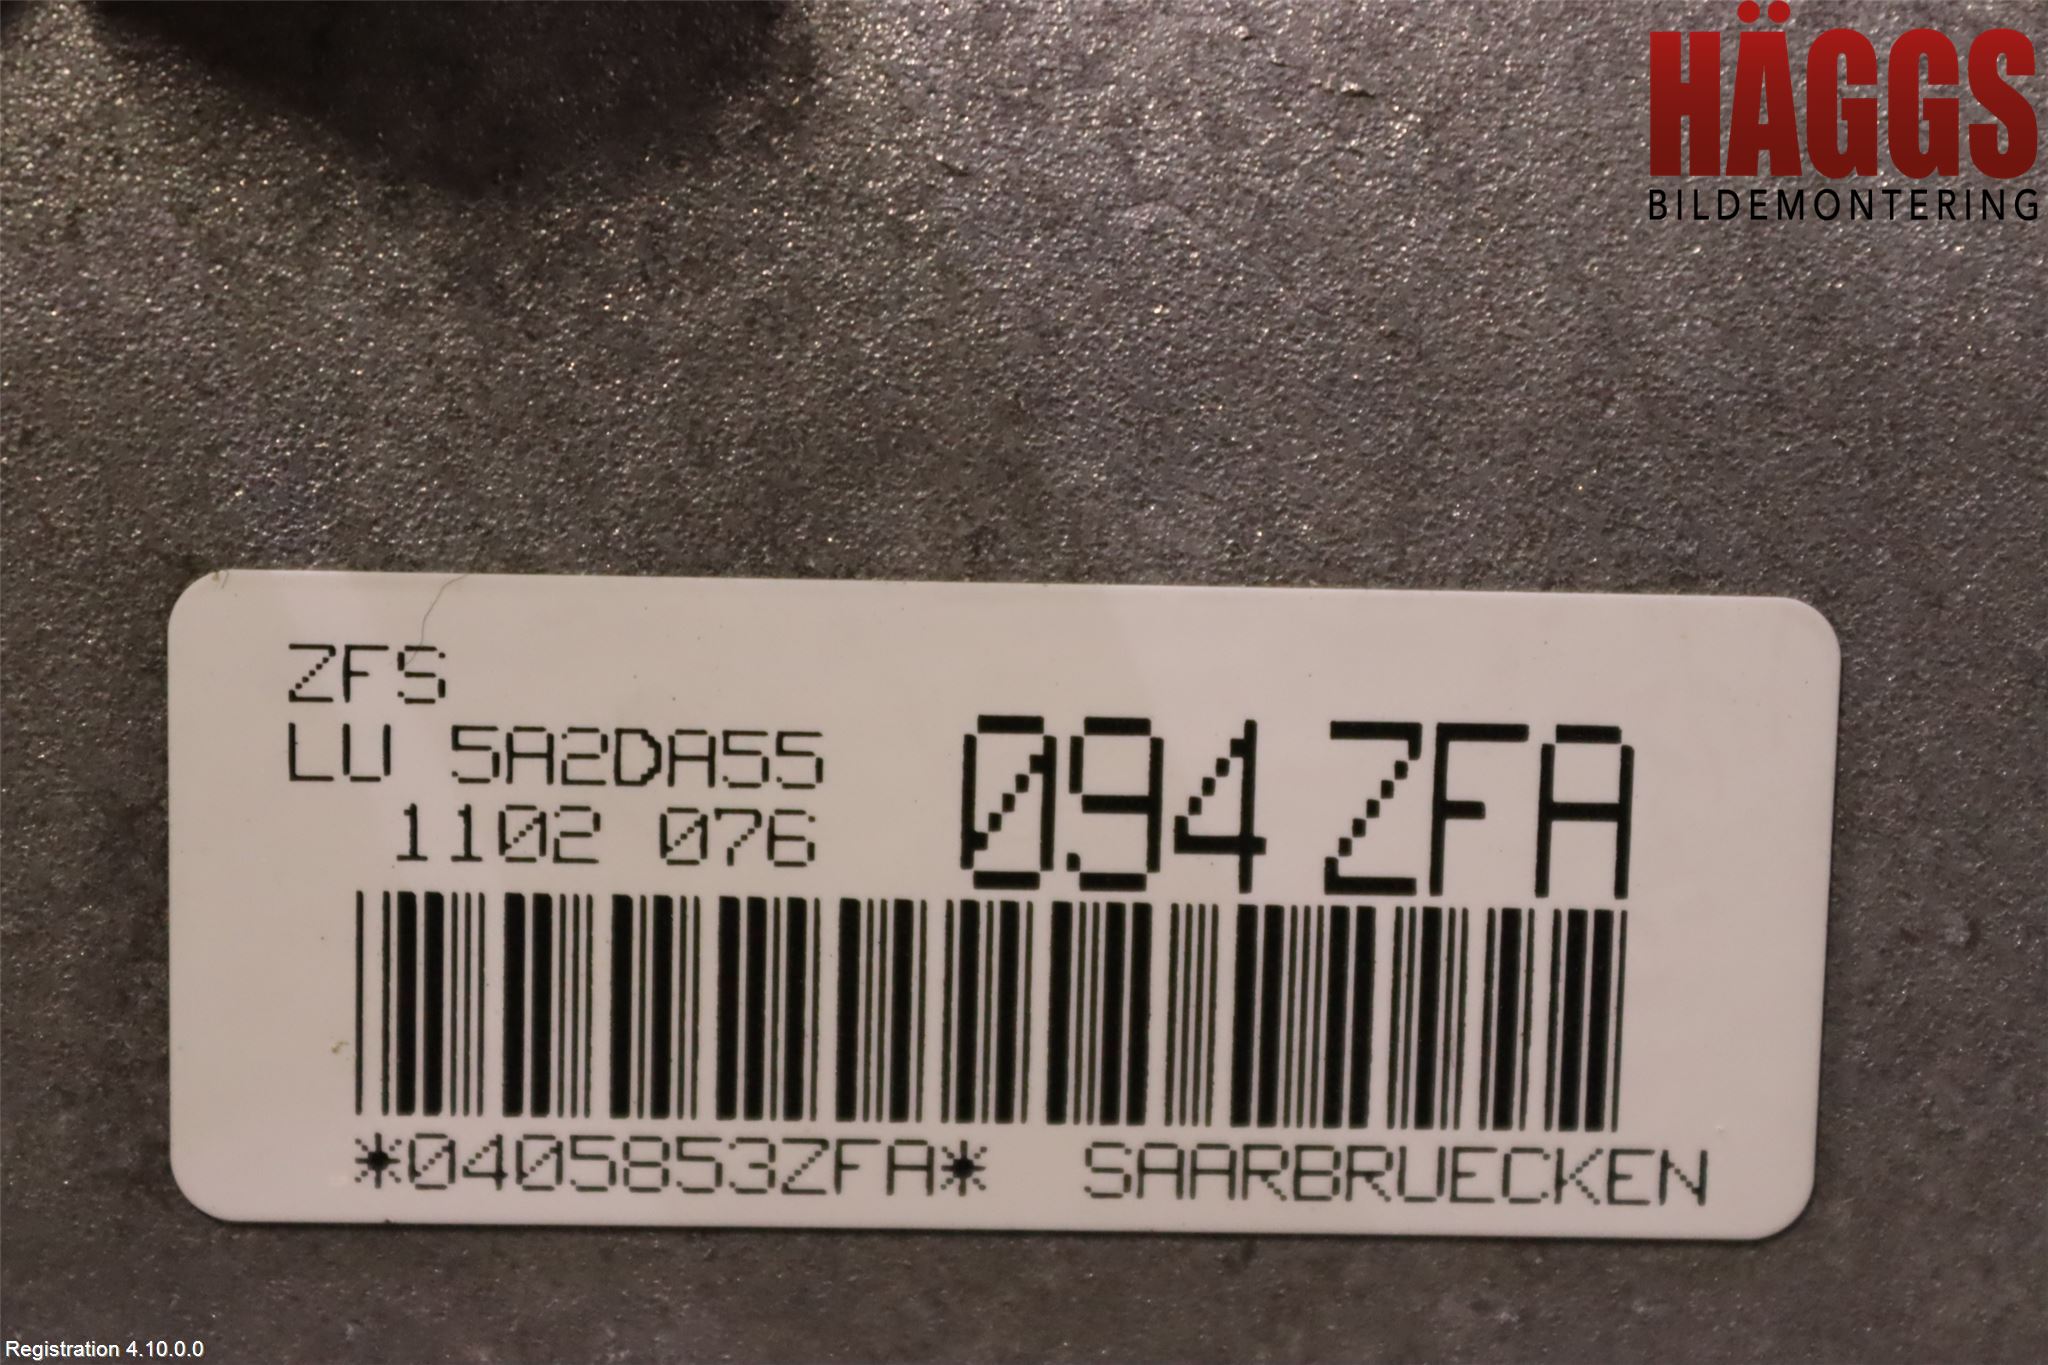 HÄGGS
BILDEMONTERING
ZFS
LU 5A2DA55
1102 076
094 ZFA
*0405853ZFA* SAARBRUECKEN
Registration 4.10.0.0